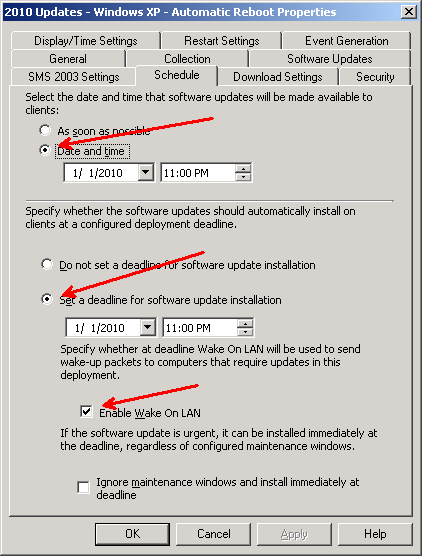 2010 Updates - Windows XP - Automatic Reboot Properties
Display/Time Settings
Restart Settings
Event Generation
General
Collection
Software Updates
SMS 2003 Settings
Schedule
Download Settings
Security
Select the date and time that software updates will be made available to
clients:
As soon as possible
Date and time
1/ 1/2010
11:00 PM
Specify whether the software updates should automatically install on
clients at a configured deployment deadline.
Do not set a deadline for software update installation
Set a deadline for software update installation
1/ 1/2010
11:00 PM
Specify whether at deadline Wake On LAN will be used to send
wake-up packets to computers that require updates in this
deployment.
Enable Wake On LAN
If the software update is urgent, it can be installed immediately at
the deadline, regardless of configured maintenance windows.
Ignore maintenance windows and install immediately at
deadline
OK
Cancel
Apply
Help